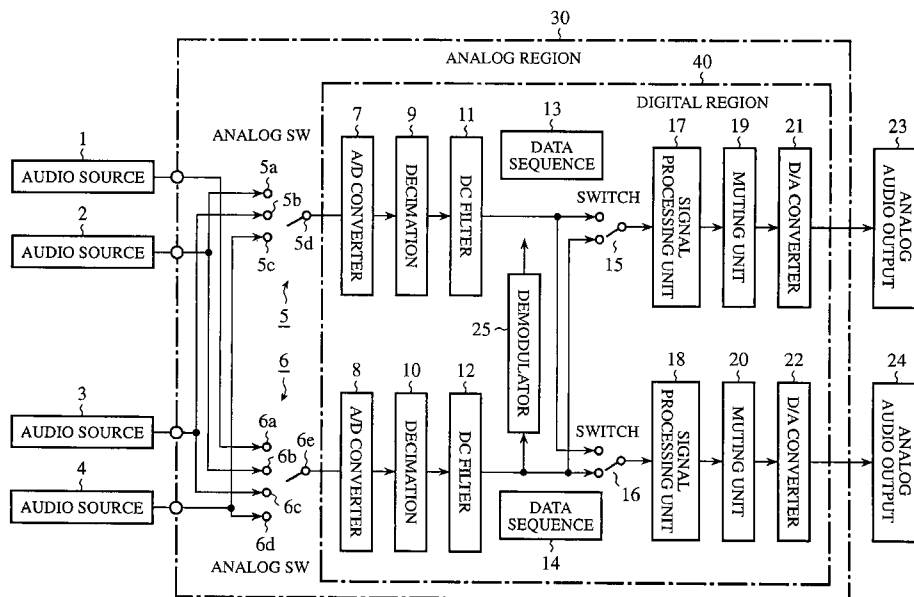 30
ANALOG REGION
40
DIGITAL REGION
1
AUDIO SOURCE
2
AUDIO SOURCE
3
AUDIO SOURCE
4
AUDIO SOURCE
ANALOG SW
5a
5b
5c
5d
5
6
6a
6b
6c
6d
6e
ANALOG SW
7
A/D CONVERTER
9
DECIMATION
11
DC FILTER
13
DATA
SEQUENCE
SWITCH
15
17
SIGNAL
PROCESSING UNIT
19
MUTING UNIT
21
D/A CONVERTER
23
ANALOG
AUDIO OUTPUT
25
DEMODULATOR
8
A/D CONVERTER
10
DECIMATION
12
DC FILTER
SWITCH
16
DATA
SEQUENCE
14
18
SIGNAL
PROCESSING UNIT
20
MUTING UNIT
22
D/A CONVERTER
24
ANALOG
AUDIO OUTPUT